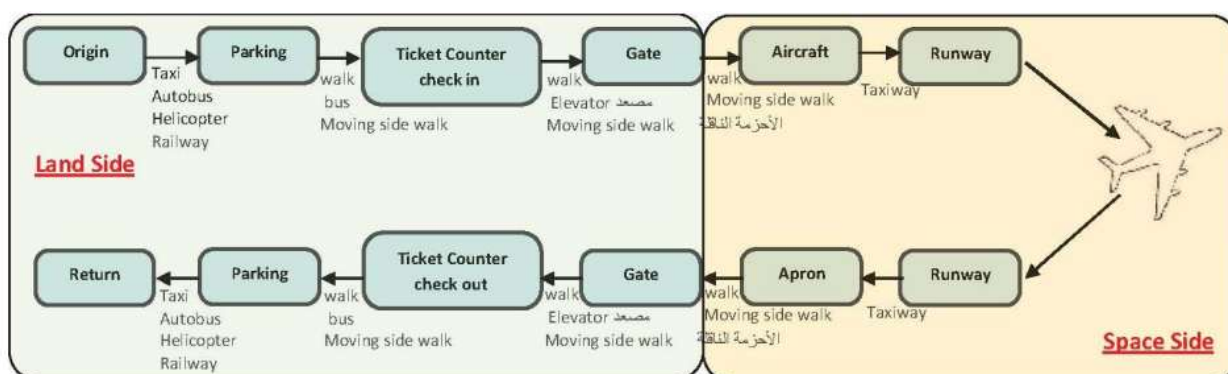 Origin
Parking
Ticket Counter
check in
Gate
Aircraft
Runway
Taxi
Autobus
Helicopter
Railway
walk
bus
Moving side walk
walk
Elevator مصعد
Moving side walk
walk
Moving side walk
الأحزمة الناقلة
Taxiway
Land Side
Return
Parking
Ticket Counter
check out
Gate
Apron
Runway
Taxi
Autobus
Helicopter
Railway
walk
bus
Moving side walk
walk
Elevator مصعد
Moving side walk
walk
Moving side walk
الأحزمة الناقلة
Taxiway
Space Side